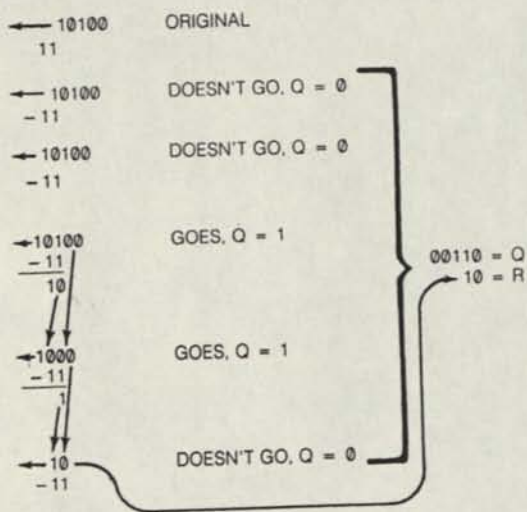 10100 ORIGINAL
11
10100 DOESN'T GO, Q = 0
-11
10100 DOESN'T GO, Q = 0
-11
10100 GOES, Q = 1
-11
10
00110 = Q
10 = R
1000 GOES, Q = 1
-11
1
10 DOESN'T GO, Q = 0
-11